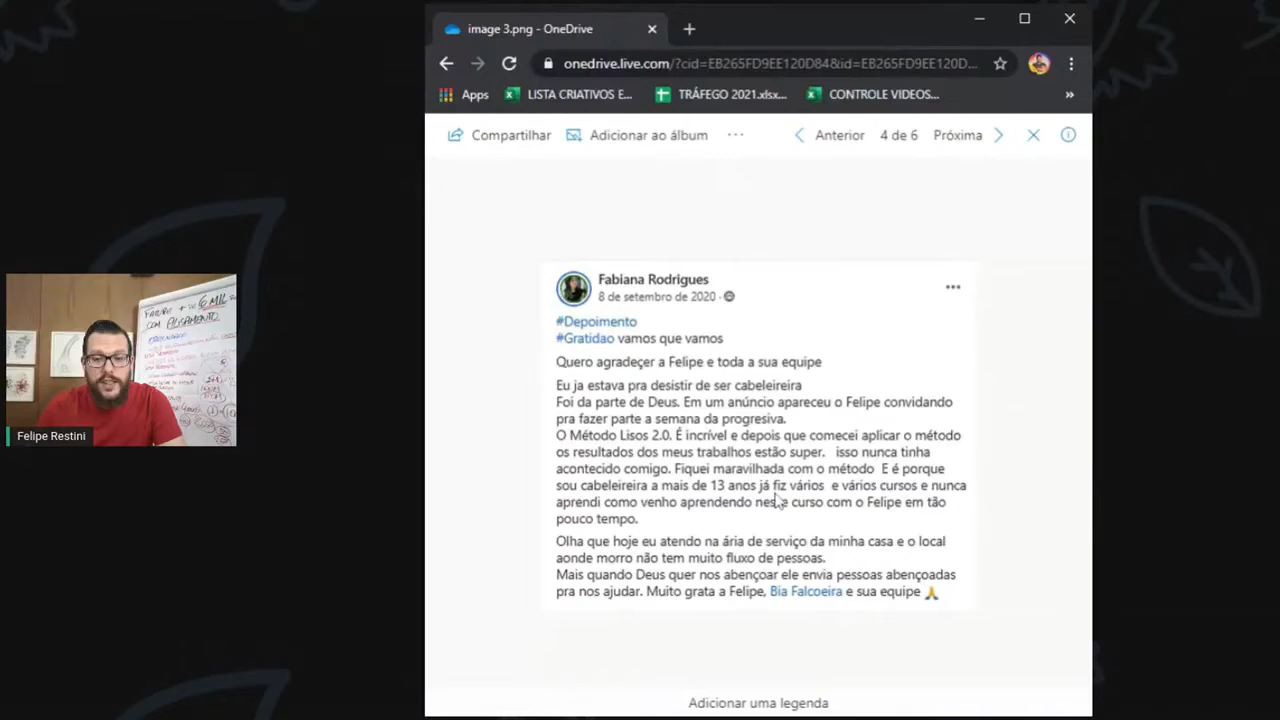 image 3.png - OneDrive
onedrive.live.com/?cid=EB265FD9EE120D84&id=EB265FD9EE120D...
Apps LISTA CRIATIVOS E... TRÁFEGO 2021.xlsx... CONTROLE VIDEOS... »
Compartilhar Adicionar ao álbum ... Anterior 4 de 6 Próxima
Fabiana Rodrigues
8 de setembro de 2020
#Depoimento
#Gratidao vamos que vamos
Quero agradeçer a Felipe e toda a sua equipe
Eu ja estava pra desistir de ser cabeleireira
Foi da parte de Deus. Em um anúncio apareceu o Felipe convidando
pra fazer parte a semana da progresiva.
O Método Lisos 2.0. É incrível e depois que comecei aplicar o método
os resultados dos meus trabalhos estão super. isso nunca tinha
acontecido comigo. Fiquei maravilhada com o método E é porque
sou cabeleireira a mais de 13 anos já fiz vários e vários cursos e nunca
aprendi como venho aprendendo neste curso com o Felipe em tão
pouco tempo.
Olha que hoje eu atendo na ária de serviço da minha casa e o local
aonde morro não tem muito fluxo de pessoas.
Mais quando Deus quer nos abençoar ele envia pessoas abençoadas
pra nos ajudar. Muito grata a Felipe, Bia Falcoeira e sua equipe 🙏
Adicionar uma legenda
6 MIL
COM ALISAMENTO
Felipe Restini